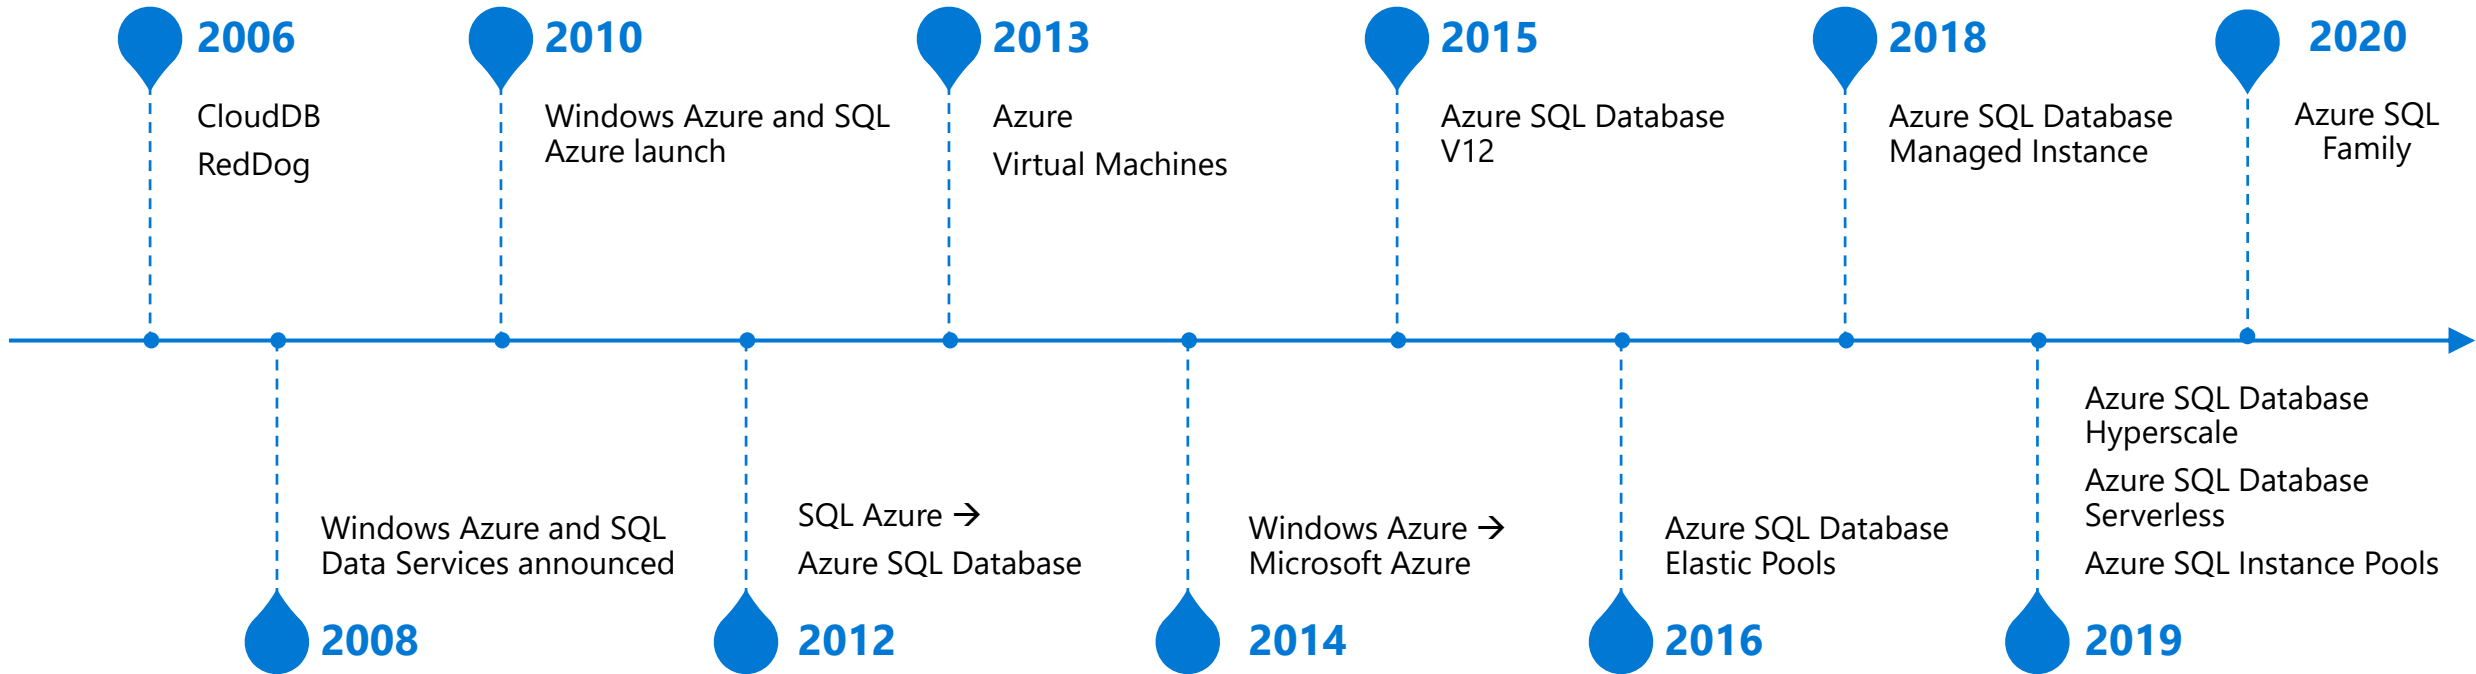 2006
CloudDB
RedDog
2010
Windows Azure and SQL
Azure launch
2013
Azure
Virtual Machines
2015
Azure SQL Database
V12
2018
Azure SQL Database
Managed Instance
2020
Azure SQL
Family
Windows Azure and SQL
Data Services announced
2008
SQL Azure →
Azure SQL Database
2012
Windows Azure →
Microsoft Azure
2014
Azure SQL Database
Elastic Pools
2016
Azure SQL Database
Hyperscale
Azure SQL Database
Serverless
Azure SQL Instance Pools
2019